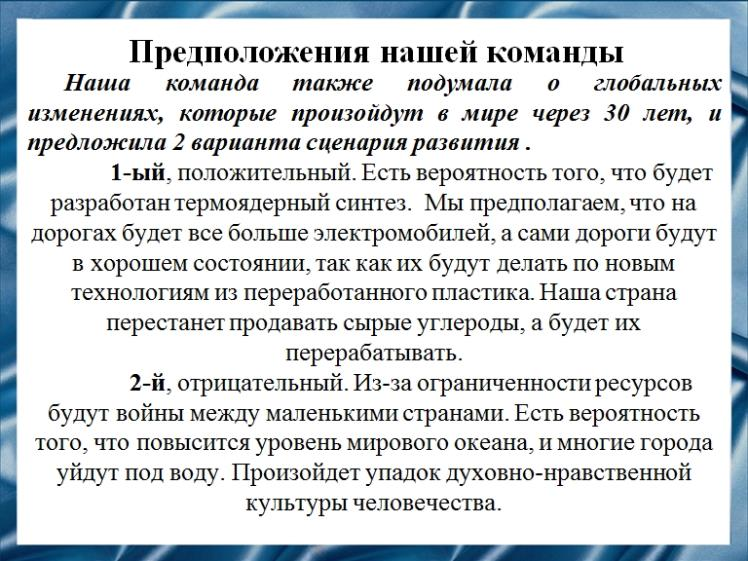 Предположения нашей команды
Наша команда также подумала о глобальных
изменениях, которые произойдут в мире через 30 лет, и
предложила 2 варианта сценария развития .
1-ый, положительный. Есть вероятность того, что будет
разработан термоядерный синтез. Мы предполагаем, что на
дорогах будет все больше электромобилей, а сами дороги будут
в хорошем состоянии, так как их будут делать по новым
технологиям из переработанного пластика. Наша страна
перестанет продавать сырые углероды, а будет их
перерабатывать.
2-й, отрицательный. Из-за ограниченности ресурсов
будут войны между маленькими странами. Есть вероятность
того, что повысится уровень мирового океана, и многие города
уйдут под воду. Произойдет упадок духовно-нравственной
культуры человечества.